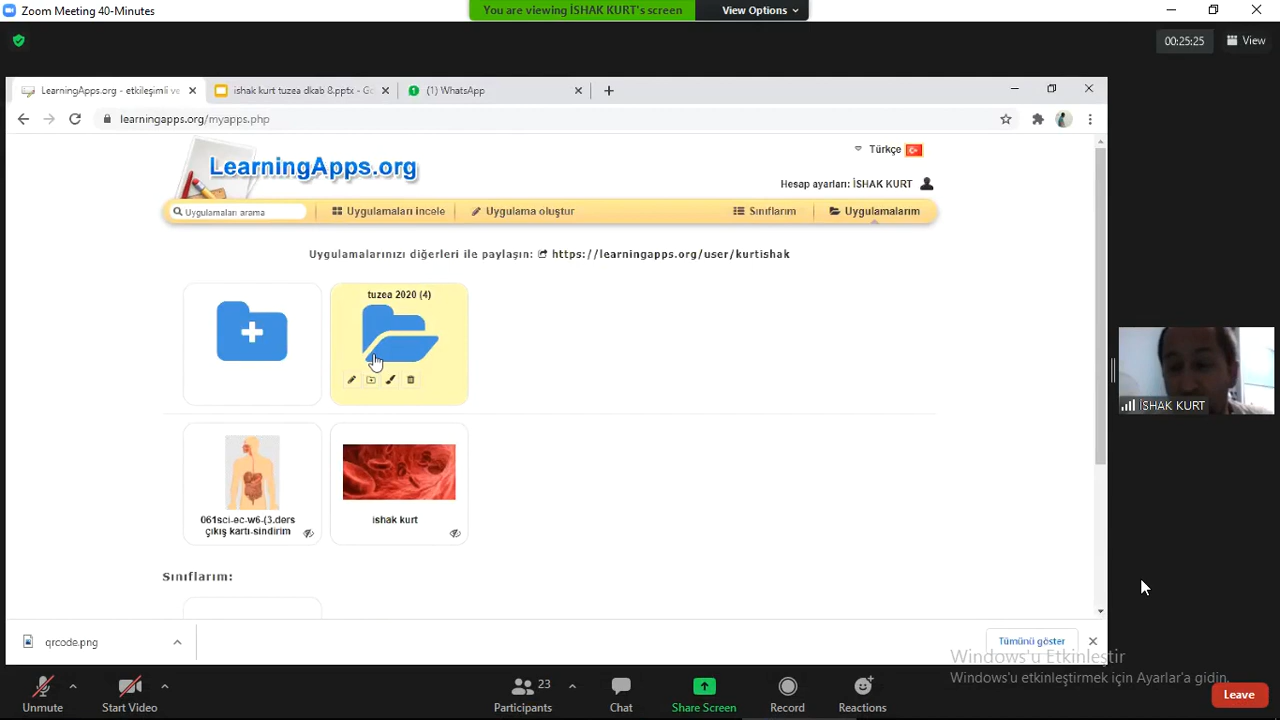 Zoom Meeting 40-Minutes
You are viewing İSHAK KURT's screen
View Options
00:25:25
View
LearningApps.org - etkileşimli ve
ishak kurt tuzea dkab 8.pptx - Go
(1) WhatsApp
learningapps.org/myapps.php
LearningApps.org
Türkçe
Hesap ayarları: İSHAK KURT
Uygulamaları arama
Uygulamaları incele
Uygulama oluştur
Sınıflarım
Uygulamalarım
Uygulamalarınızı diğerleri ile paylaşın: https://learningapps.org/user/kurtishak
tuzea 2020 (4)
061sci-ec-w6-(3.ders
çıkış kartı-sindirim
ishak kurt
Sınıflarım:
İSHAK KURT
qrcode.png
Tümünü göster
Windows'u Etkinleştir
Windows'u etkinleştirmek için Ayarlar'a gidin.
Unmute
Start Video
23
Participants
Chat
Share Screen
Record
Reactions
Leave